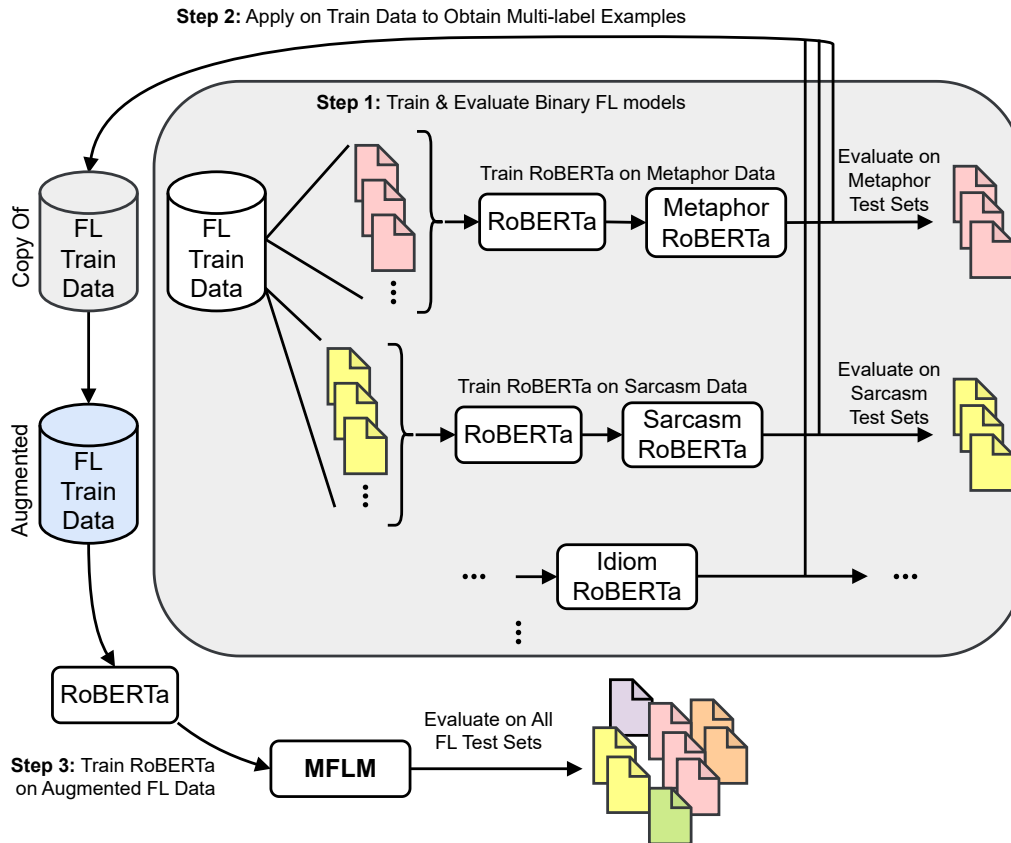 Step 2: Apply on Train Data to Obtain Multi-label Examples
Step 1: Train & Evaluate Binary FL models
Copy Of
FL
Train
Data
FL
Train
Data
Train RoBERTa on Metaphor Data
RoBERTa
Metaphor
RoBERTa
Evaluate on
Metaphor
Test Sets
Train RoBERTa on Sarcasm Data
RoBERTa
Sarcasm
RoBERTa
Evaluate on
Sarcasm
Test Sets
Augmented
FL
Train
Data
Idiom
RoBERTa
RoBERTa
Step 3: Train RoBERTa
on Augmented FL Data
MFLM
Evaluate on All
FL Test Sets